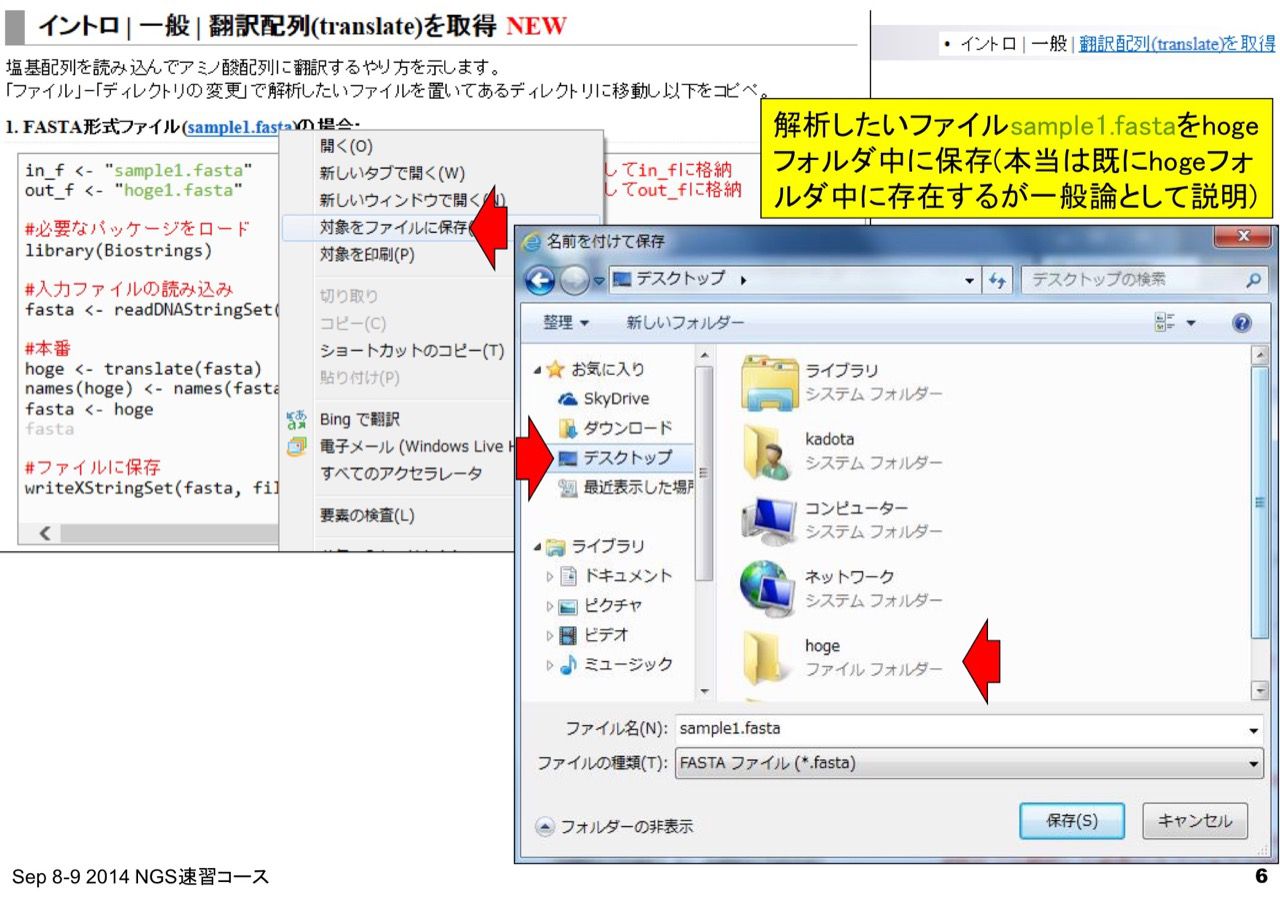 イントロ | 一般 | 翻訳配列(translate)を取得 NEW
• イントロ | 一般 | 翻訳配列(translate)を取得
塩基配列を読み込んでアミノ酸配列に翻訳するやり方を示します。
「ファイル」−「ディレクトリの変更」で解析したいファイルを置いてあるディレクトリに移動し以下をコピペ。
1. FASTA形式ファイル(sample1.fasta)の場合:
解析したいファイルsample1.fastaをhoge
フォルダ中に保存(本当は既にhogeフォ
ルダ中に存在するが一般論として説明)
in_f <- "sample1.fasta"
してin_fに格納
out_f <- "hoge1.fasta"
してout_fに格納
#必要なパッケージをロード
library(Biostrings)
#入力ファイルの読み込み
fasta <- readDNAStringSet(
#本番
hoge <- translate(fasta)
names(hoge) <- names(fasta
fasta <- hoge
fasta
#ファイルに保存
writeXStringSet(fasta, fil
開く(O)
新しいタブで開く(W)
新しいウィンドウで開く(N)
対象をファイルに保存(
対象を印刷(P)
切り取り
コピー(C)
ショートカットのコピー(T)
貼り付け(P)
Bing で翻訳
電子メール (Windows Live H
すべてのアクセラレータ
要素の検査(L)
名前を付けて保存
デスクトップ
デスクトップの検索
整理
新しいフォルダー
お気に入り
SkyDrive
ダウンロード
デスクトップ
最近表示した場所
ライブラリ
ドキュメント
ピクチャ
ビデオ
ミュージック
ライブラリ
システム フォルダー
kadota
システム フォルダー
コンピューター
システム フォルダー
ネットワーク
システム フォルダー
hoge
ファイル フォルダー
ファイル名(N): sample1.fasta
ファイルの種類(T): FASTA ファイル (*.fasta)
フォルダーの非表示
保存(S)
キャンセル
Sep 8-9 2014 NGS速習コース
6